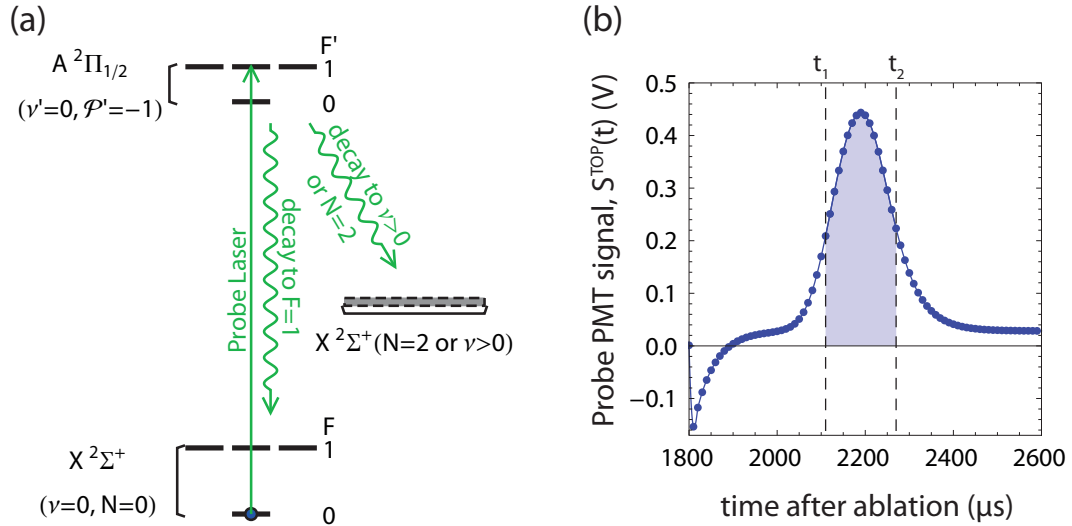 (a)
F'
A ²Π₁/₂
1
(ν'=0, 𝒫'=−1)
0
decay to ν>0
or N=2
Probe Laser
decay to F=1
X ²Σ⁺(N=2 or ν>0)
F
1
X ²Σ⁺
(ν=0, N=0)
0
(b)
t₁
t₂
Probe PMT signal, Sᵀᴼᴾ(t) (V)
0.5
0.4
0.3
0.2
0.1
0.0
−0.1
1800
2000
2200
2400
2600
time after ablation (μs)